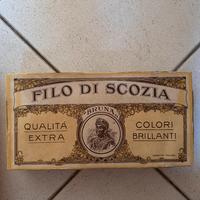 FILO DI SCOZIA
BRUNA
QUALITÀ
EXTRA
COLORI
BRILLANTI